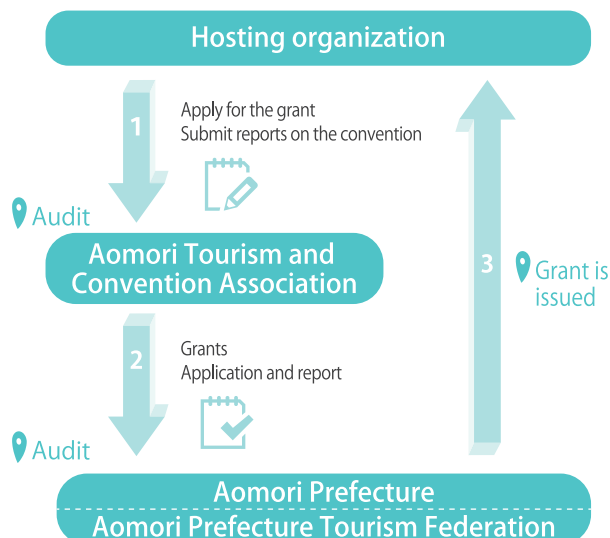 Hosting organization
1
Apply for the grant
Submit reports on the convention
Audit
Aomori Tourism and
Convention Association
3
Grant is
issued
2
Grants
Application and report
Audit
Aomori Prefecture
Aomori Prefecture Tourism Federation